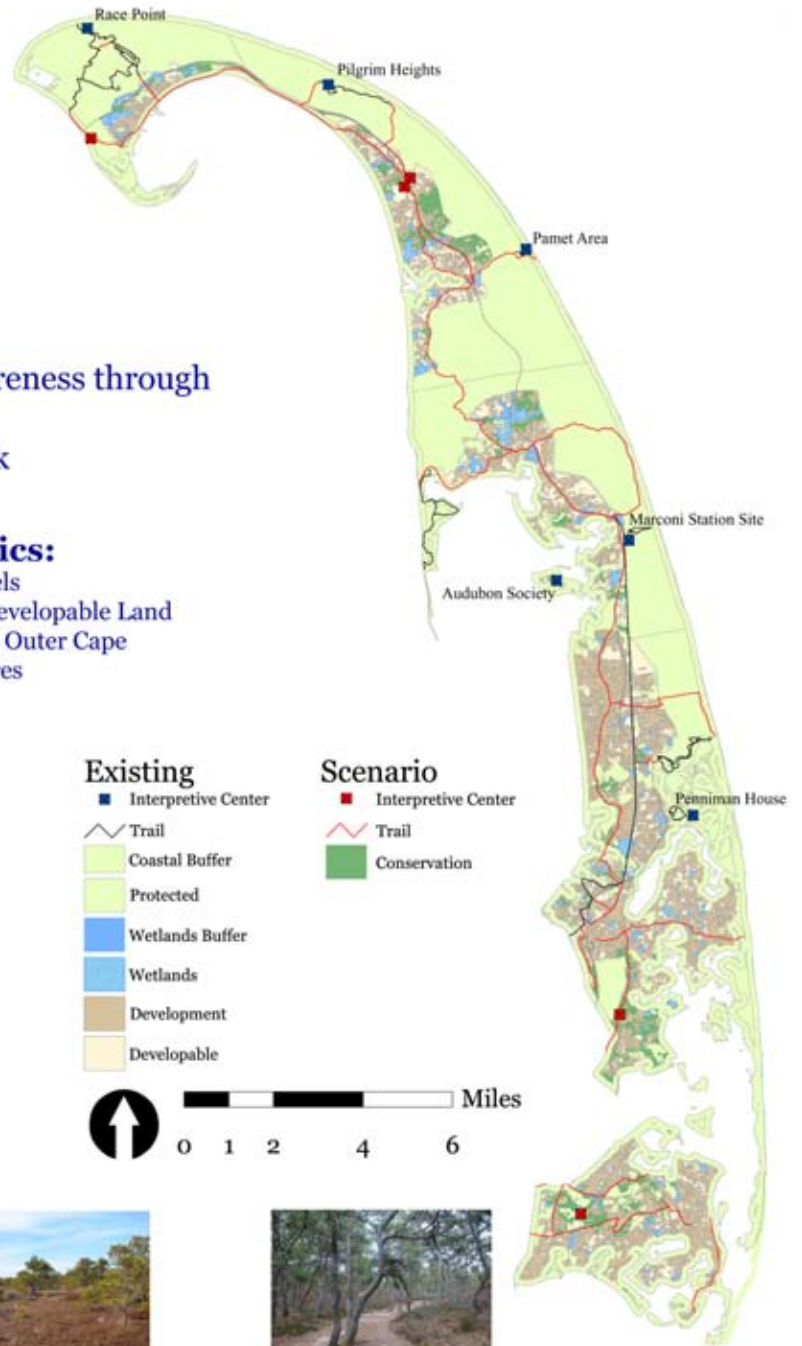 Race Point
Pilgrim Heights
Pamet Area
reness through
k
ics:
els
evelopable Land
Outer Cape
res
Marconi Station Site
Audubon Society
Penniman House
Existing
Interpretive Center
Trail
Coastal Buffer
Protected
Wetlands Buffer
Wetlands
Development
Developable
Scenario
Interpretive Center
Trail
Conservation
Miles
0 1 2 4 6